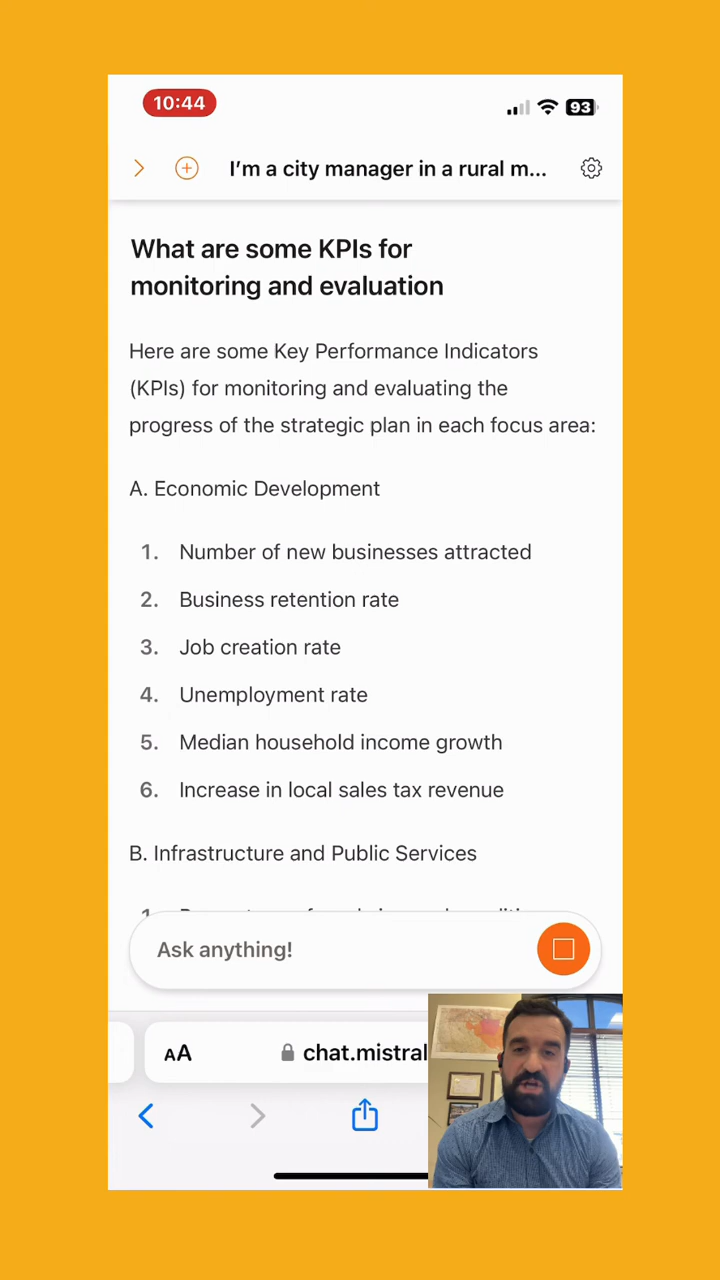 10:44
93
I’m a city manager in a rural m...
What are some KPIs for
monitoring and evaluation
Here are some Key Performance Indicators
(KPIs) for monitoring and evaluating the
progress of the strategic plan in each focus area:
A. Economic Development
1. Number of new businesses attracted
2. Business retention rate
3. Job creation rate
4. Unemployment rate
5. Median household income growth
6. Increase in local sales tax revenue
B. Infrastructure and Public Services
1.
Ask anything!
AA
chat.mistral